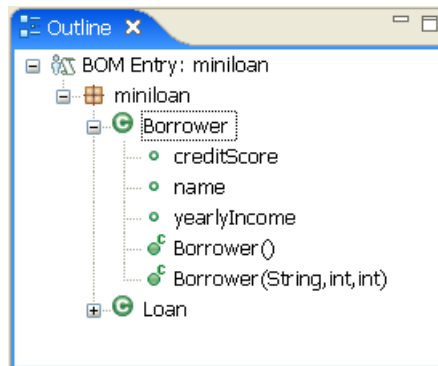 Outline
BOM Entry: miniloan
miniloan
Borrower
creditScore
name
yearlyIncome
Borrower()
Borrower(String,int,int)
Loan